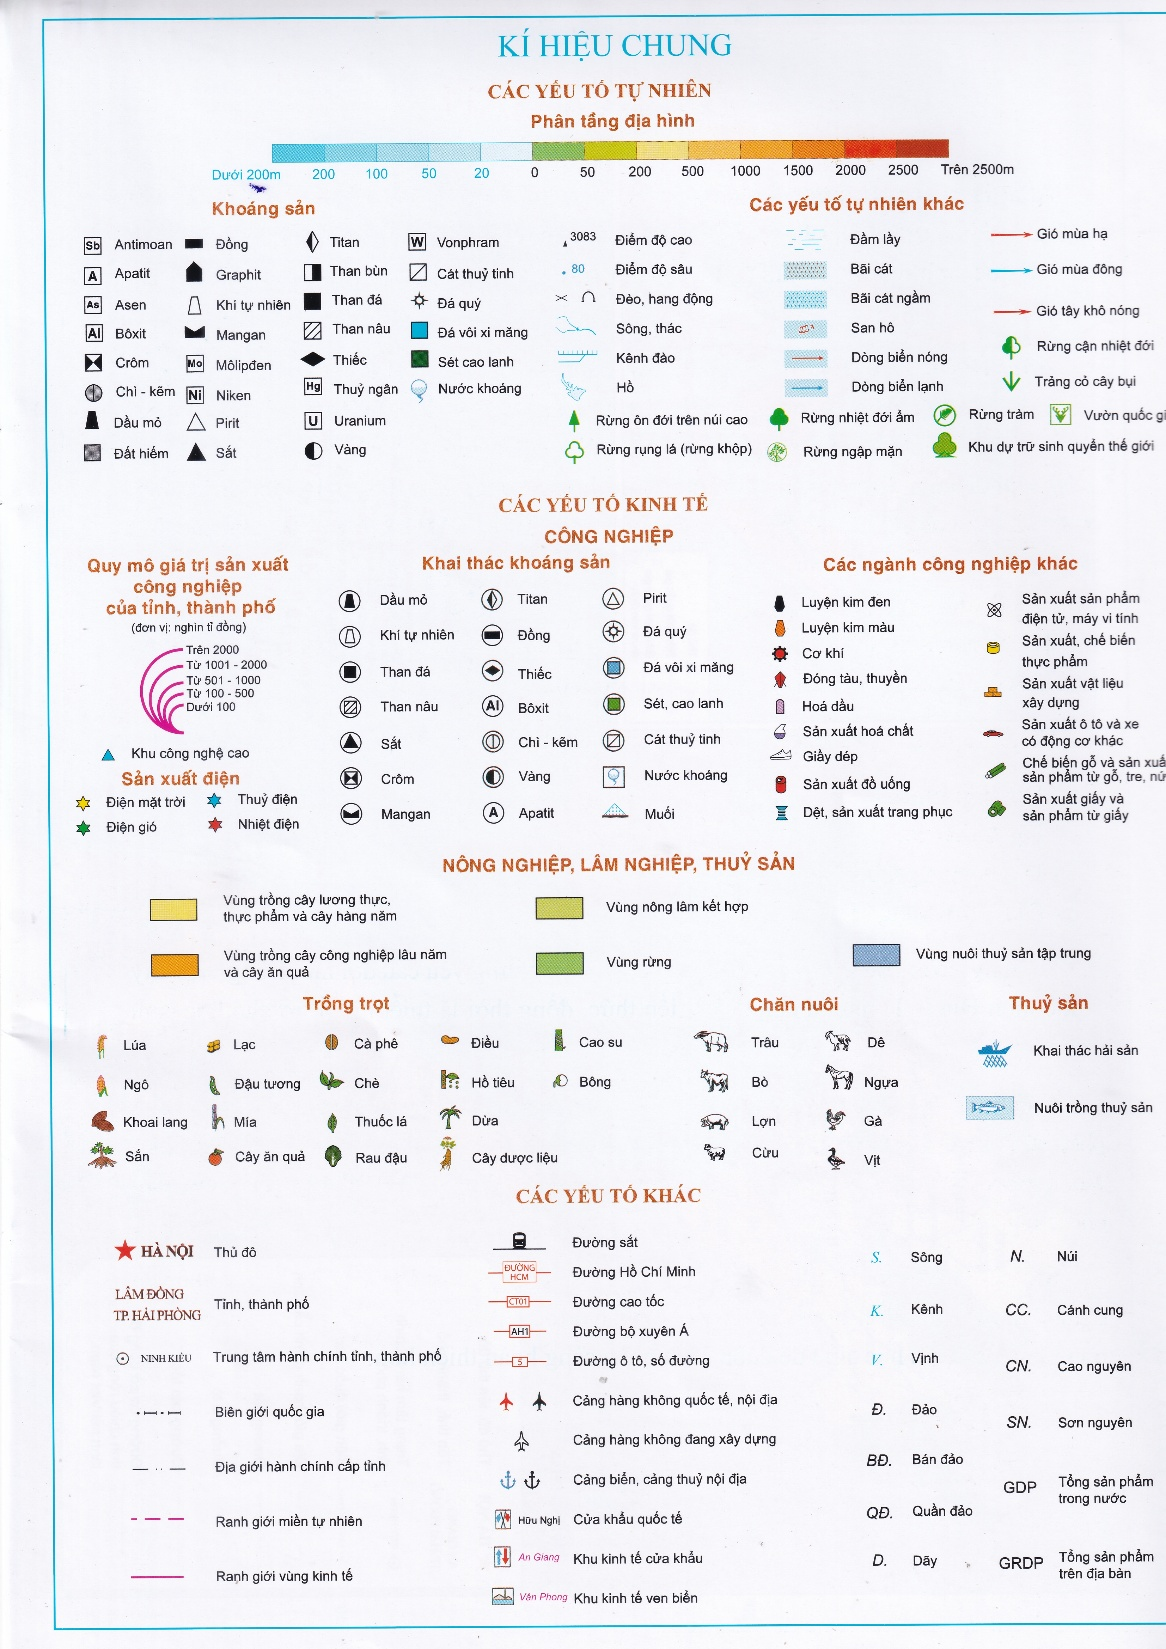 KÍ HIỆU CHUNG
CÁC YẾU TỐ TỰ NHIÊN
Phân tầng địa hình
Dưới 200m 200 100 50 20 0 50 200 500 1000 1500 2000 2500 Trên 2500m
Khoáng sản
Sb Antimoan
A Apatit
As Asen
Al Bôxit
Crôm
Chì - kẽm
Dầu mỏ
Đất hiếm
Đồng
Graphit
Khí tự nhiên
Mangan
Mo Môlipđen
Ni Niken
Pirit
Sắt
Titan
Than bùn
Than đá
Than nâu
Thiếc
Hg Thuỷ ngân
U Uranium
Vàng
W Vonphram
Cát thuỷ tinh
Đá quý
Đá vôi xi măng
Sét cao lanh
Nước khoáng
Các yếu tố tự nhiên khác
3083 Điểm độ cao
80 Điểm độ sâu
Đèo, hang động
Sông, thác
Kênh đào
Hồ
Đầm lầy
Bãi cát
Bãi cát ngầm
San hô
Dòng biển nóng
Dòng biển lạnh
Gió mùa hạ
Gió mùa đông
Gió tây khô nóng
Rừng cận nhiệt đới
Trảng cỏ cây bụi
Rừng ôn đới trên núi cao
Rừng nhiệt đới ẩm
Rừng tràm
Vườn quốc gi
Rừng rụng lá (rừng khộp)
Rừng ngập mặn
Khu dự trữ sinh quyển thế giới
CÁC YẾU TỐ KINH TẾ
CÔNG NGHIỆP
Quy mô giá trị sản xuất
công nghiệp
của tỉnh, thành phố
(đơn vị: nghìn tỉ đồng)
Trên 2000
Từ 1001 - 2000
Từ 501 - 1000
Từ 100 - 500
Dưới 100
Khu công nghệ cao
Sản xuất điện
Điện mặt trời
Thuỷ điện
Điện gió
Nhiệt điện
Khai thác khoáng sản
Dầu mỏ
Khí tự nhiên
Than đá
Than nâu
Sắt
Crôm
Mangan
Titan
Đồng
Thiếc
Al Bôxit
Chì - kẽm
Vàng
A Apatit
Pirit
Đá quý
Đá vôi xi măng
Sét, cao lanh
Cát thuỷ tinh
Nước khoáng
Muối
Các ngành công nghiệp khác
Luyện kim đen
Luyện kim màu
Cơ khí
Đóng tàu, thuyền
Hoá dầu
Sản xuất hoá chất
Giầy dép
Sản xuất đồ uống
Dệt, sản xuất trang phục
Sản xuất sản phẩm
điện tử, máy vi tính
Sản xuất, chế biến
thực phẩm
Sản xuất vật liệu
xây dựng
Sản xuất ô tô và xe
có động cơ khác
Chế biến gỗ và sản xuấ
sản phẩm từ gỗ, tre, nứ
Sản xuất giấy và
sản phẩm từ giấy
NÔNG NGHIỆP, LÂM NGHIỆP, THUỶ SẢN
Vùng trồng cây lương thực,
thực phẩm và cây hàng năm
Vùng nông lâm kết hợp
Vùng trồng cây công nghiệp lâu năm
và cây ăn quả
Vùng rừng
Vùng nuôi thuỷ sản tập trung
Trồng trọt
Lúa
Ngô
Khoai lang
Sắn
Lạc
Đậu tương
Mía
Cây ăn quả
Cà phê
Chè
Thuốc lá
Rau đậu
Điều
Hồ tiêu
Dừa
Cây dược liệu
Cao su
Bông
Chăn nuôi
Trâu
Bò
Lợn
Cừu
Dê
Ngựa
Gà
Vịt
Thuỷ sản
Khai thác hải sản
Nuôi trồng thuỷ sản
CÁC YẾU TỐ KHÁC
HÀ NỘI Thủ đô
LÂM ĐỒNG
TP. HẢI PHÒNG Tỉnh, thành phố
NINH KIỀU Trung tâm hành chính tỉnh, thành phố
Biên giới quốc gia
Địa giới hành chính cấp tỉnh
Ranh giới miền tự nhiên
Ranh giới vùng kinh tế
Đường sắt
ĐƯỜNG HCM Đường Hồ Chí Minh
CT01 Đường cao tốc
AH1 Đường bộ xuyên Á
5 Đường ô tô, số đường
Cảng hàng không quốc tế, nội địa
Cảng hàng không đang xây dựng
Cảng biển, cảng thuỷ nội địa
Hữu Nghị Cửa khẩu quốc tế
An Giang Khu kinh tế cửa khẩu
Vân Phong Khu kinh tế ven biển
S. Sông
K. Kênh
V. Vịnh
Đ. Đảo
BĐ. Bán đảo
QĐ. Quần đảo
D. Dãy
N. Núi
CC. Cánh cung
CN. Cao nguyên
SN. Sơn nguyên
GDP Tổng sản phẩm
trong nước
GRDP Tổng sản phẩm
trên địa bàn